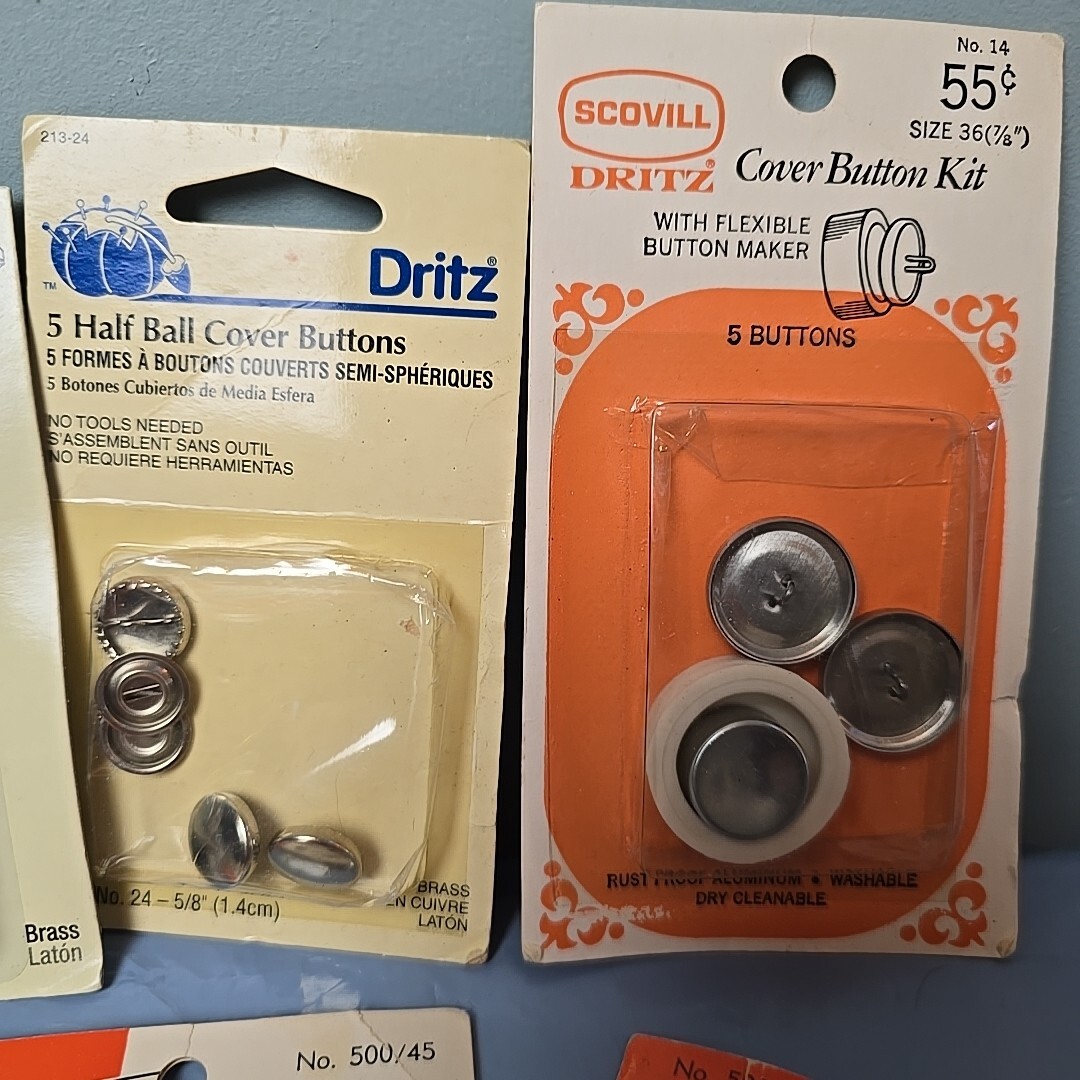 213-24
TM
Dritz®
5 Half Ball Cover Buttons
5 FORMES À BOUTONS COUVERTS SEMI-SPHÉRIQUES
5 Botones Cubiertos de Media Esfera
NO TOOLS NEEDED
S'ASSEMBLENT SANS OUTIL
NO REQUIERE HERRAMIENTAS
No. 24 – 5/8" (1.4cm)
BRASS
EN CUIVRE
LATON
No. 14
55¢
SIZE 36(⅞")
SCOVILL
DRITZ®
Cover Button Kit
WITH FLEXIBLE
BUTTON MAKER
5 BUTTONS
RUST PROOF ALUMINUM • WASHABLE
DRY CLEANABLE
Brass
Latón
No. 500/45
No.